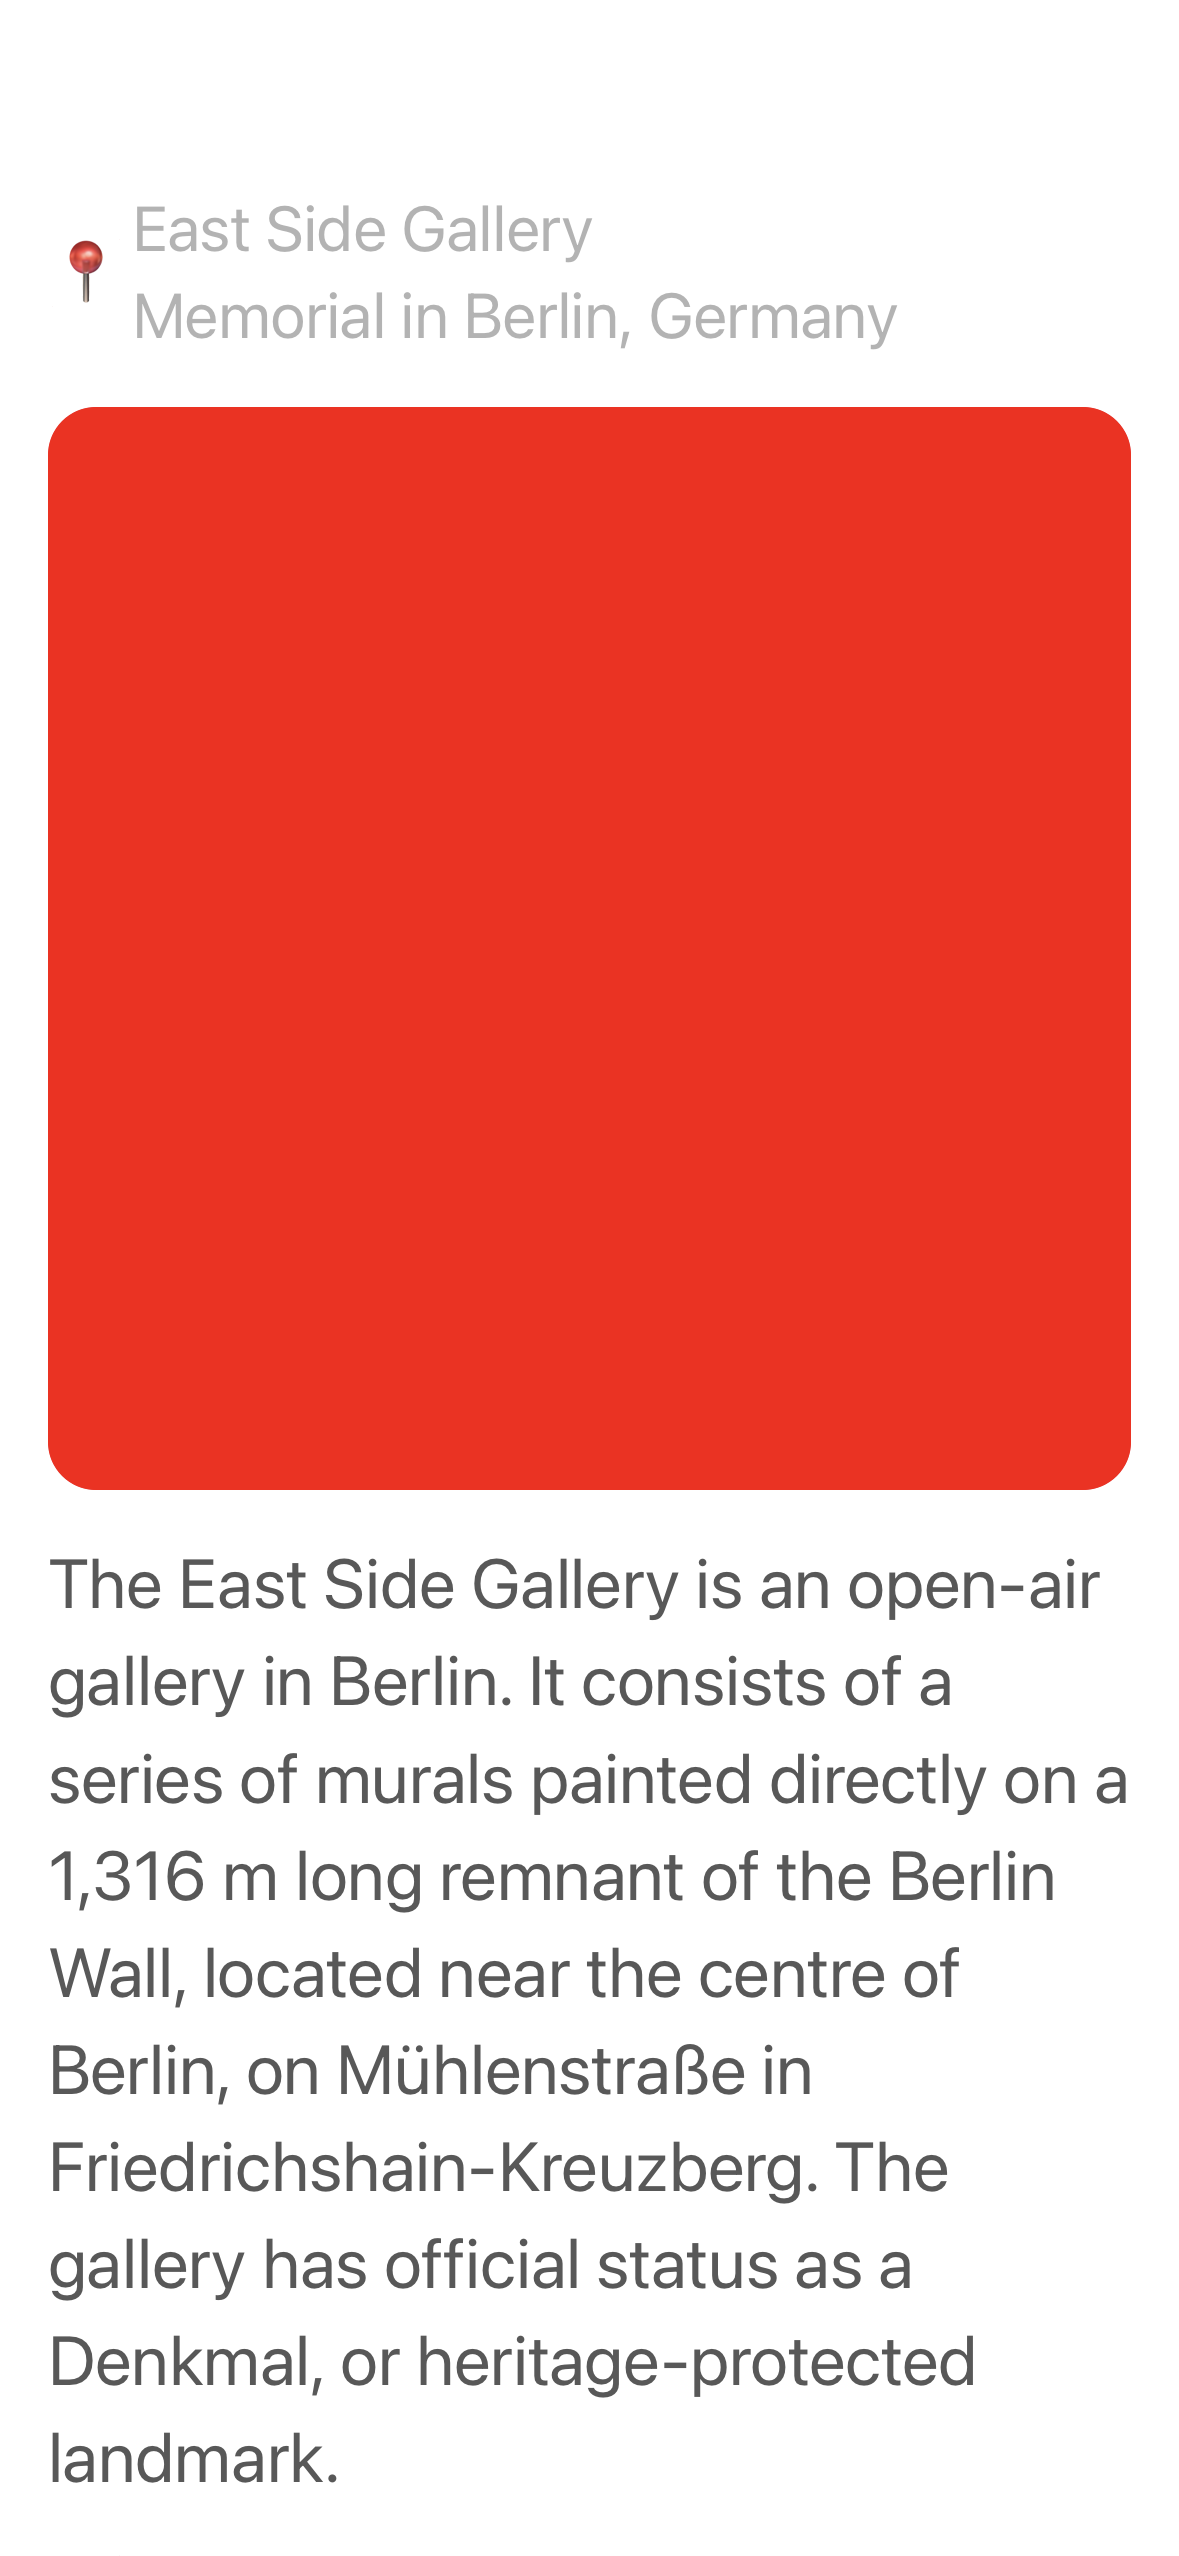 East Side Gallery
Memorial in Berlin, Germany
The East Side Gallery is an open-air
gallery in Berlin. It consists of a
series of murals painted directly on a
1,316 m long remnant of the Berlin
Wall, located near the centre of
Berlin, on Mühlenstraße in
Friedrichshain-Kreuzberg. The
gallery has official status as a
Denkmal, or heritage-protected
landmark.